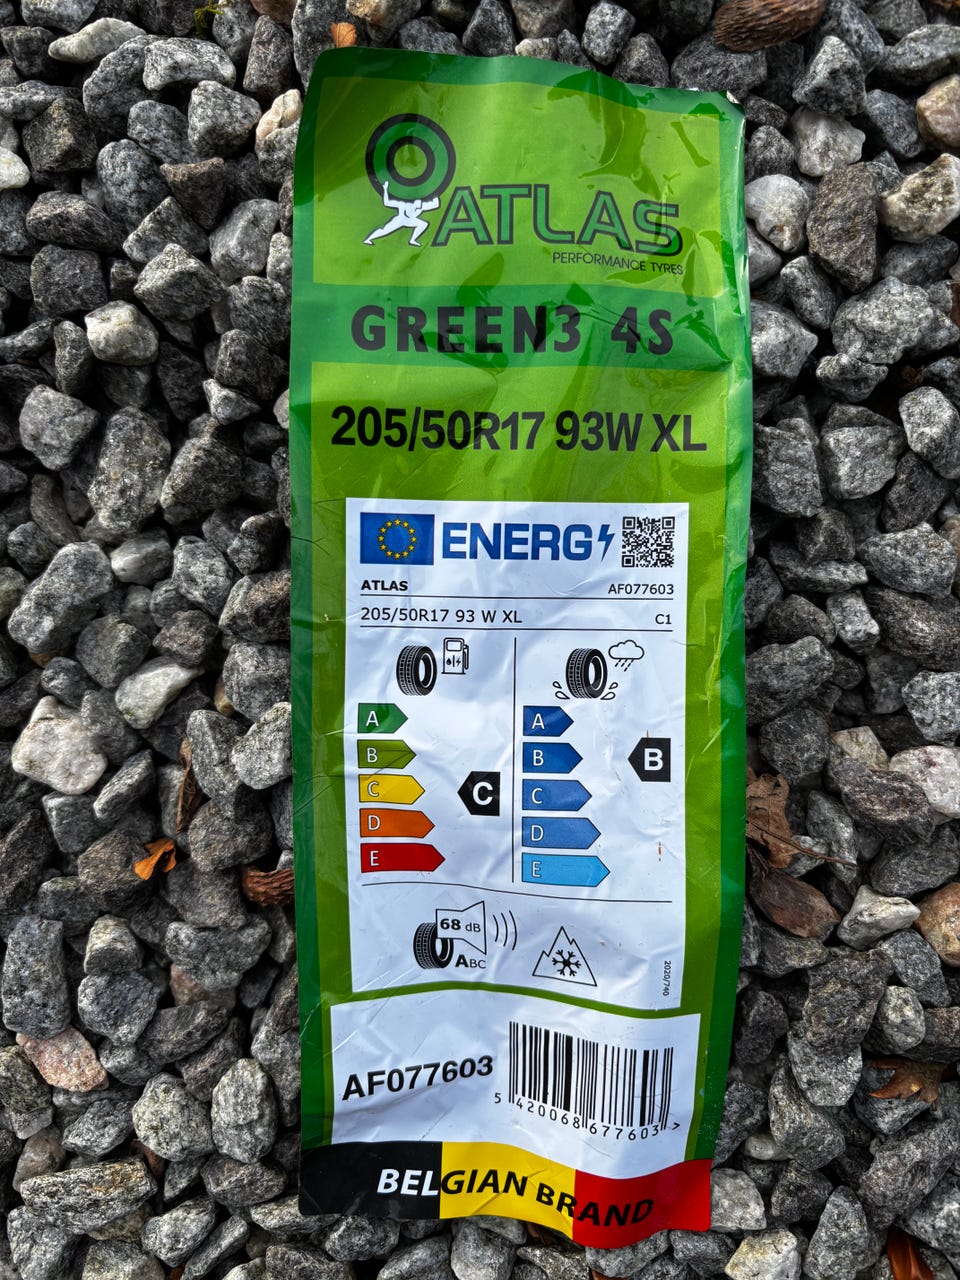 ATLAS
PERFORMANCE TYRES
GREEN3 4S
205/50R17 93W XL
ENERG
ATLAS AF077603
205/50R17 93 W XL C1
A
B
C
D
E
C
A
B
C
D
E
B
68 dB
ABC
2020/740
AF077603
5 420068 677603 >
BELGIAN BRAND